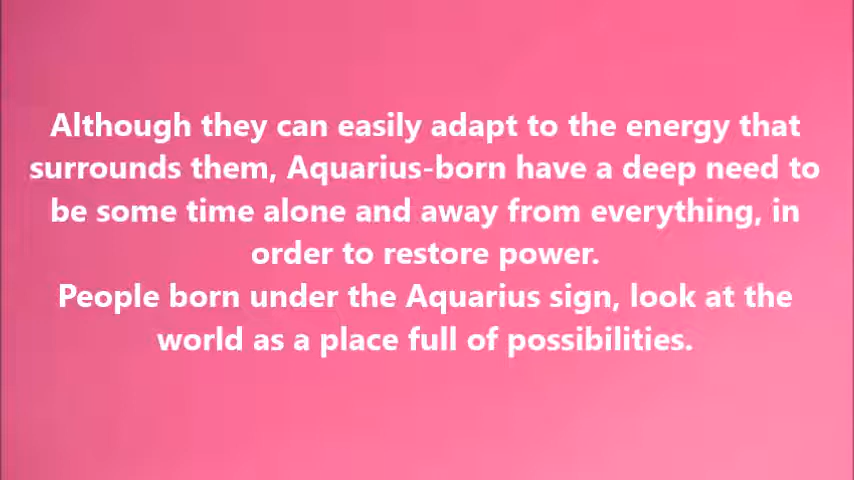 Although they can easily adapt to the energy that
surrounds them, Aquarius-born have a deep need to
be some time alone and away from everything, in
order to restore power.
People born under the Aquarius sign, look at the
world as a place full of possibilities.